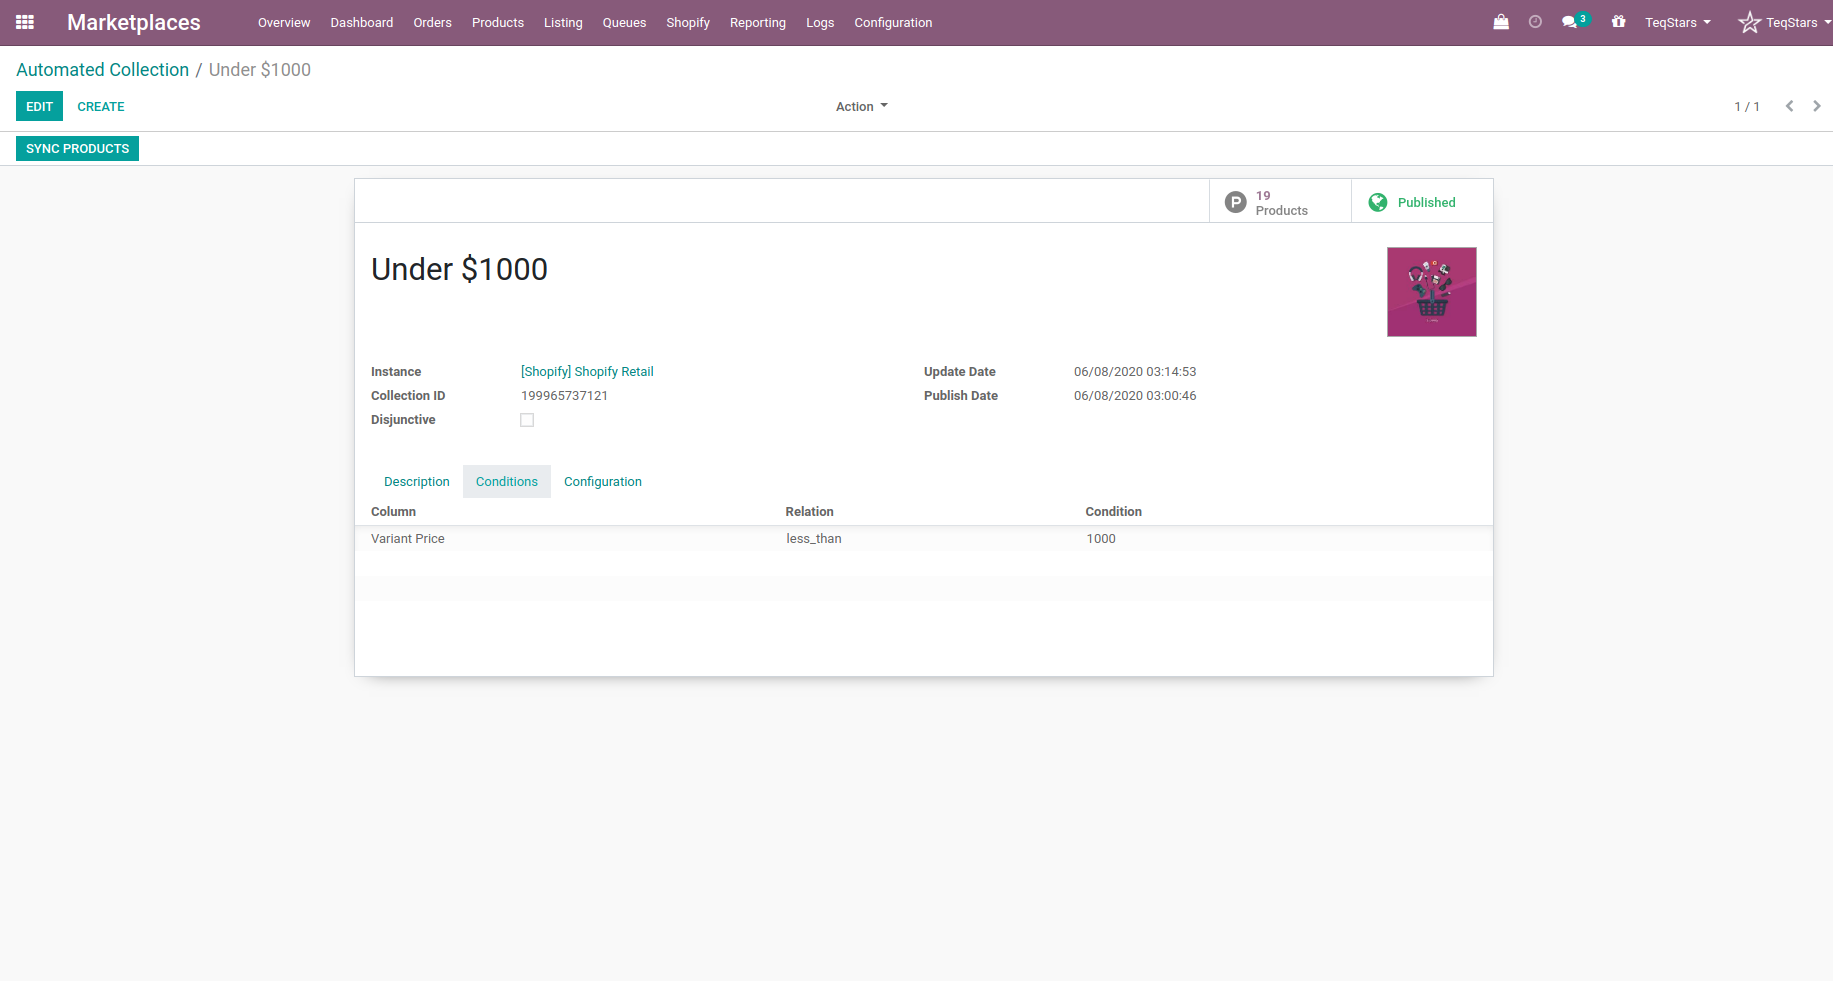 Marketplaces Overview Dashboard Orders Products Listing Queues Shopify Reporting Logs Configuration 3 TeqStars TeqStars
Automated Collection / Under $1000
EDIT CREATE Action 1 / 1
SYNC PRODUCTS
P 19 Products Published
Under $1000
Instance [Shopify] Shopify Retail Update Date 06/08/2020 03:14:53
Collection ID 199965737121 Publish Date 06/08/2020 03:00:46
Disjunctive
Description Conditions Configuration
Column Relation Condition
Variant Price less_than 1000